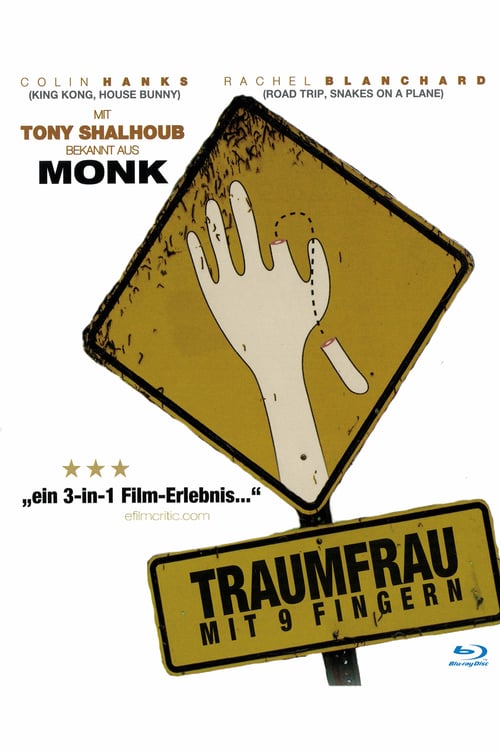 COLIN HANKS
(KING KONG, HOUSE BUNNY)
RACHEL BLANCHARD
(ROAD TRIP, SNAKES ON A PLANE)
MIT
TONY SHALHOUB
BEKANNT AUS
MONK
„ein 3-in-1 Film-Erlebnis...“
efilmcritic.com
TRAUMFRAU
MIT 9 FINGERN
Blu-ray Disc